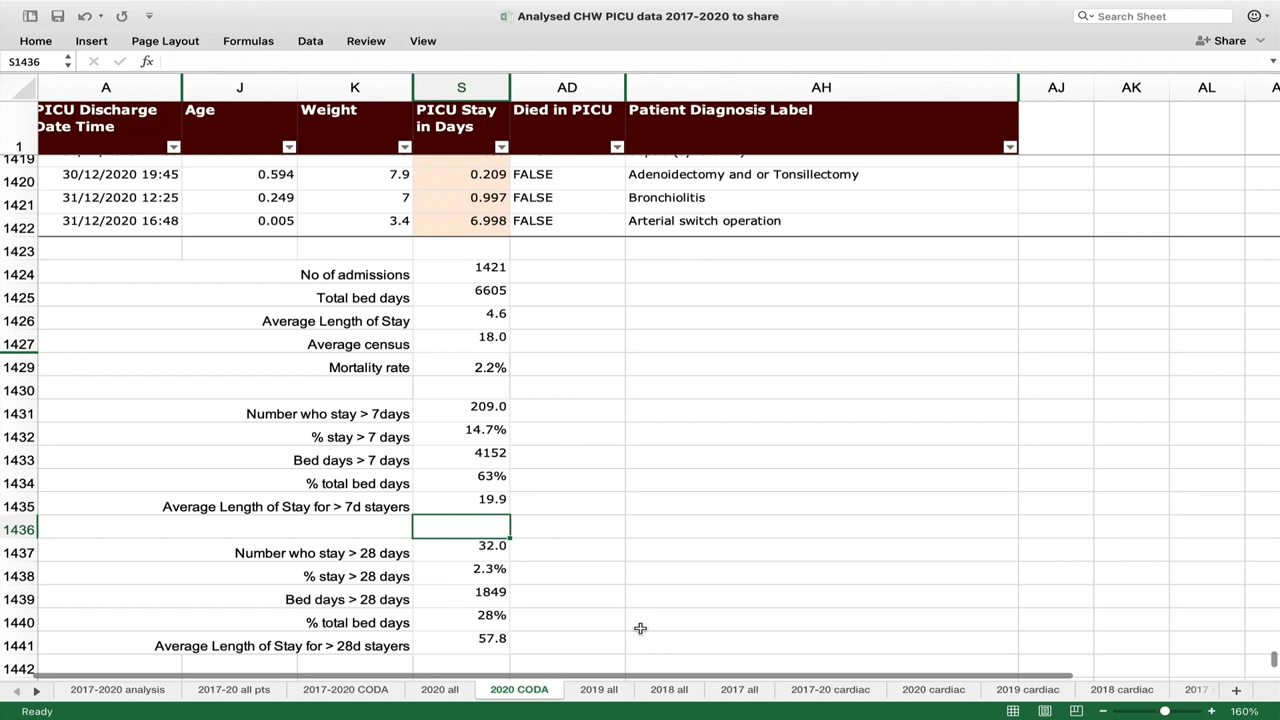 Analysed CHW PICU data 2017-2020 to share
Search Sheet
Home Insert Page Layout Formulas Data Review View
Share
S1436
fx
A J K S AD AH AJ AK AL A
PICU Discharge Date Time Age Weight PICU Stay in Days Died in PICU Patient Diagnosis Label
1
1419
1420 30/12/2020 19:45 0.594 7.9 0.209 FALSE Adenoidectomy and or Tonsillectomy
1421 31/12/2020 12:25 0.249 7 0.997 FALSE Bronchiolitis
1422 31/12/2020 16:48 0.005 3.4 6.998 FALSE Arterial switch operation
1423
1424 No of admissions 1421
1425 Total bed days 6605
1426 Average Length of Stay 4.6
1427 Average census 18.0
1429 Mortality rate 2.2%
1430
1431 Number who stay > 7days 209.0
1432 % stay > 7 days 14.7%
1433 Bed days > 7 days 4152
1434 % total bed days 63%
1435 Average Length of Stay for > 7d stayers 19.9
1436
1437 Number who stay > 28 days 32.0
1438 % stay > 28 days 2.3%
1439 Bed days > 28 days 1849
1440 % total bed days 28%
1441 Average Length of Stay for > 28d stayers 57.8
1442
2017-2020 analysis 2017-20 all pts 2017-2020 CODA 2020 all 2020 CODA 2019 all 2018 all 2017 all 2017-20 cardiac 2020 cardiac 2019 cardiac 2018 cardiac 2017
Ready
160%